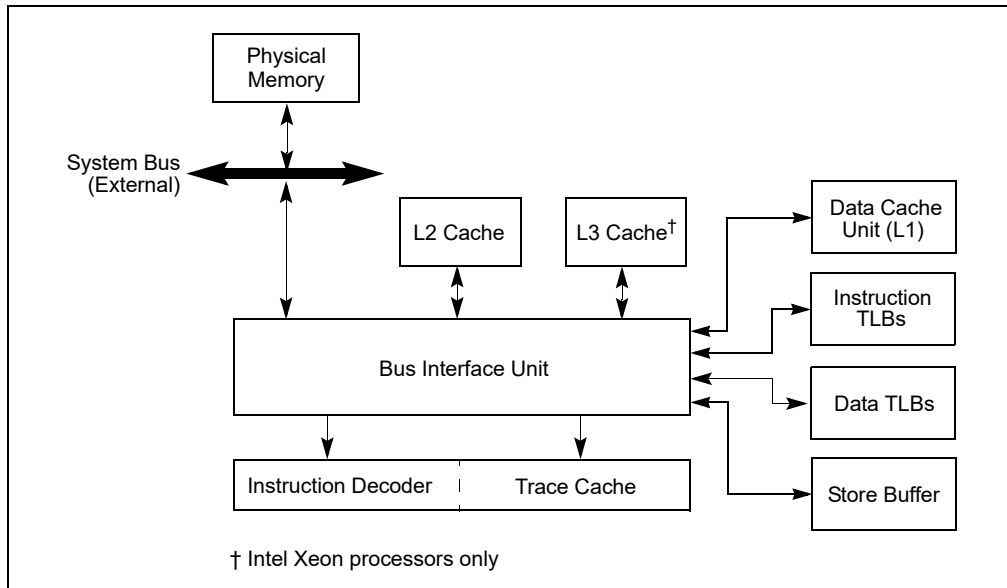 Physical
Memory
System Bus
(External)
L2 Cache
L3 Cache†
Data Cache
Unit (L1)
Instruction
TLBs
Bus Interface Unit
Data TLBs
Instruction Decoder
Trace Cache
Store Buffer
† Intel Xeon processors only